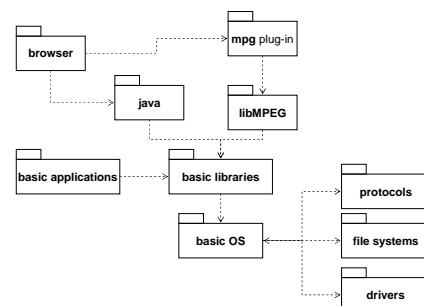 mpg plug-in
browser
java
libMPEG
basic applications
basic libraries
protocols
basic OS
file systems
drivers